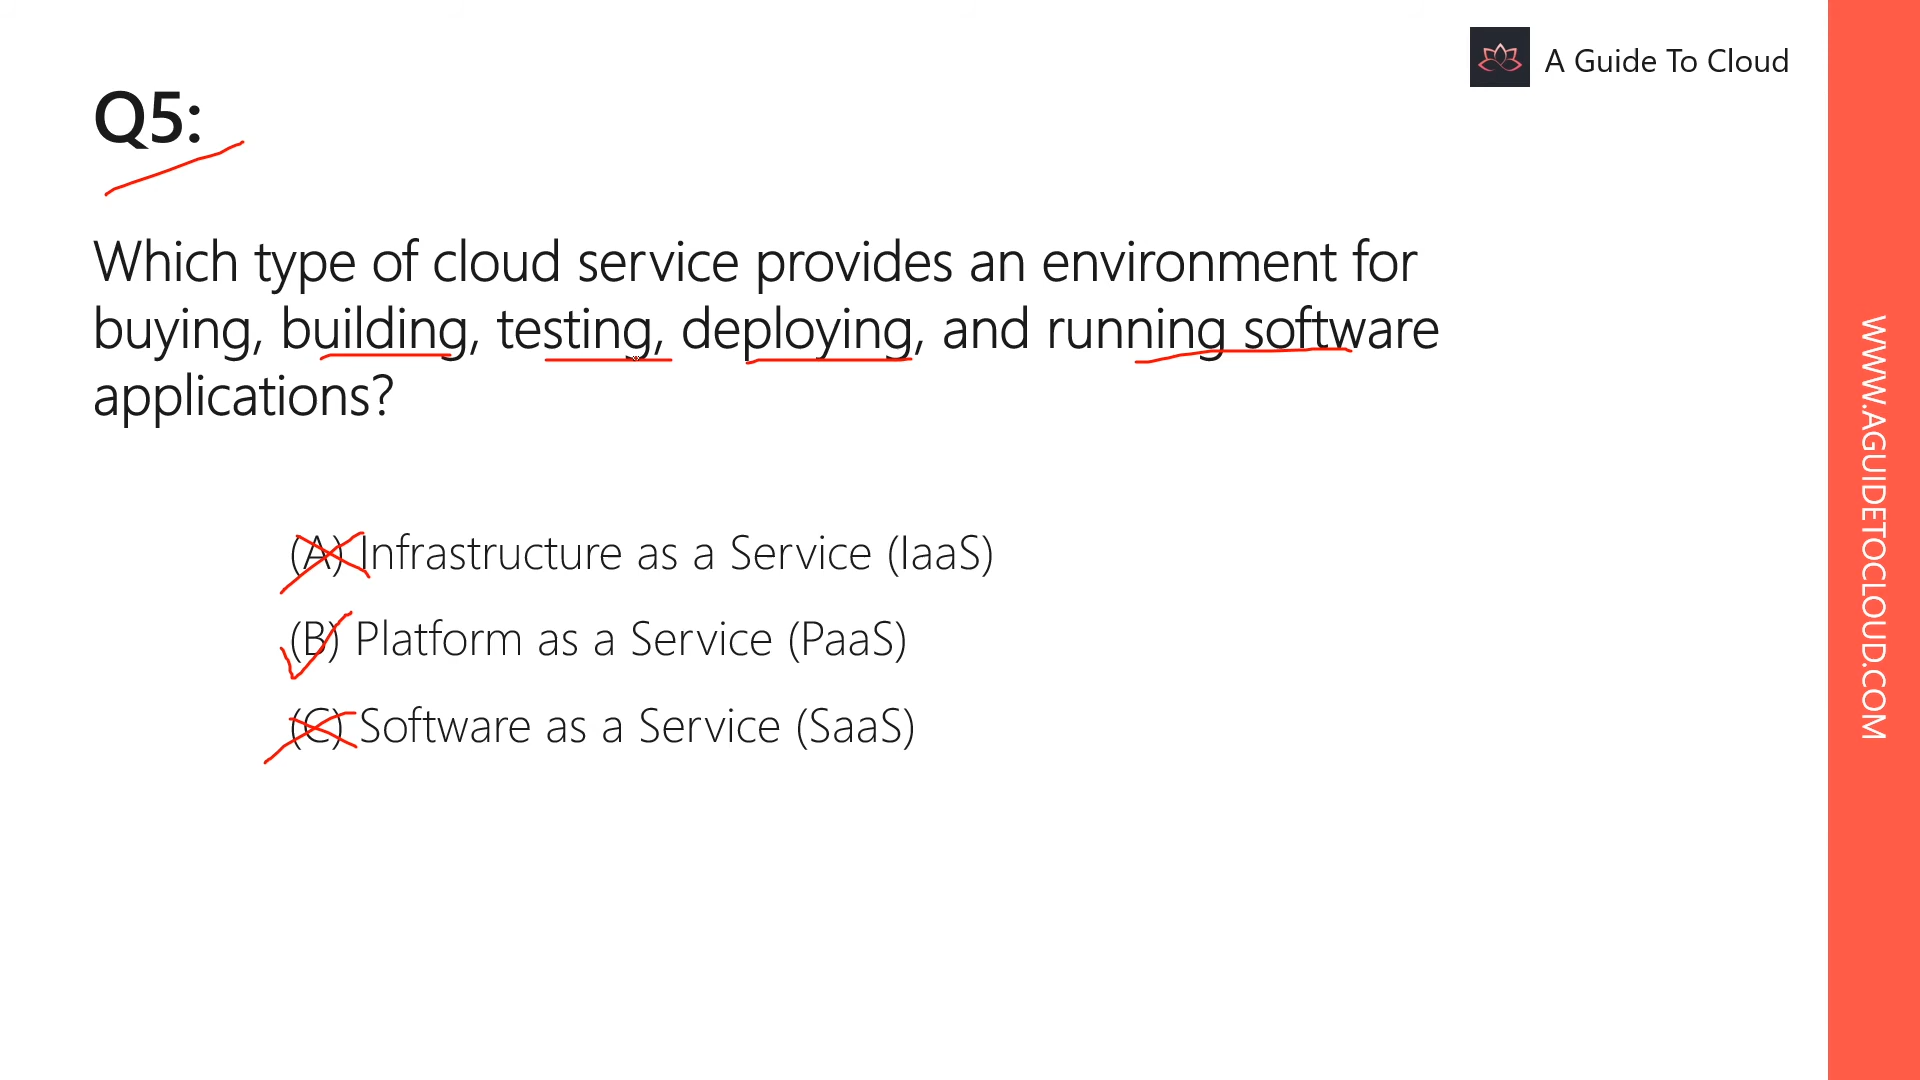 A Guide To Cloud
Q5:
Which type of cloud service provides an environment for
buying, building, testing, deploying, and running software
applications?
(A) Infrastructure as a Service (IaaS)
(B) Platform as a Service (PaaS)
(C) Software as a Service (SaaS)
WWW.AGUIDETOCLOUD.COM